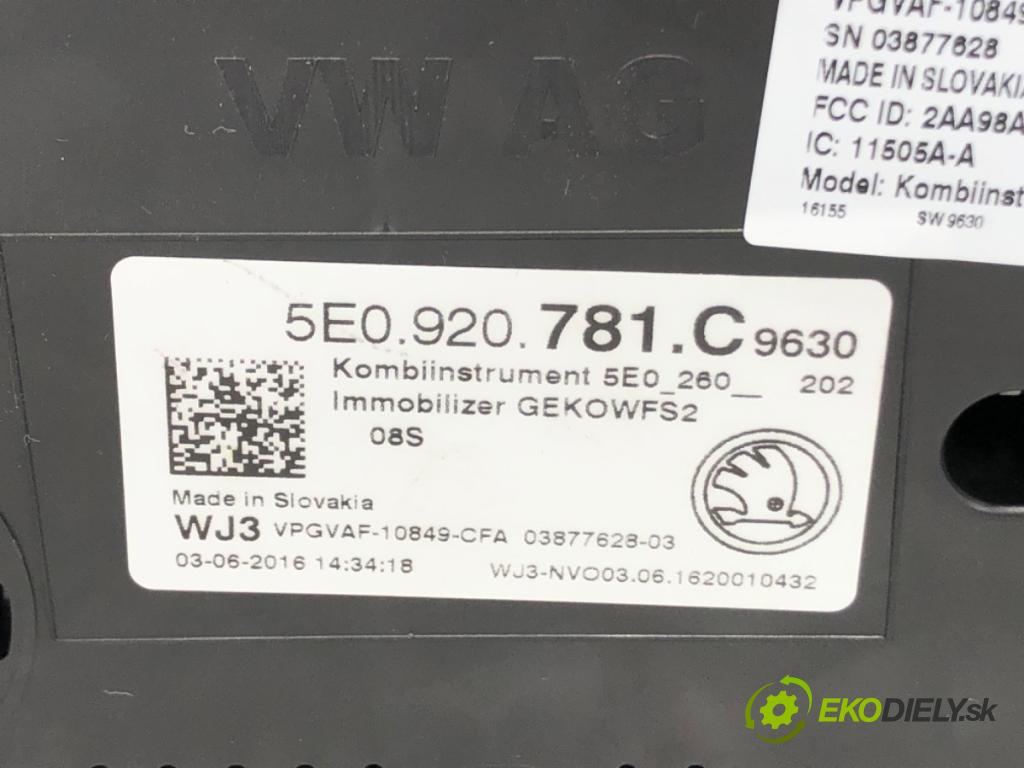 VW AG
VPGVAF-10849
SN 03877628
MADE IN SLOVAKIA
FCC ID: 2AA98A
IC: 11505A-A
Model: Kombiinst
16155 SW 9630
5E0.920.781.C 9630
Kombiinstrument 5E0_260__ 202
Immobilizer GEKOWFS2
08S
Made in Slovakia
WJ3 VPGVAF-10849-CFA 03877628-03
03-06-2016 14:34:18 WJ3-NVO03.06.1620010432
EKODIELY.sk